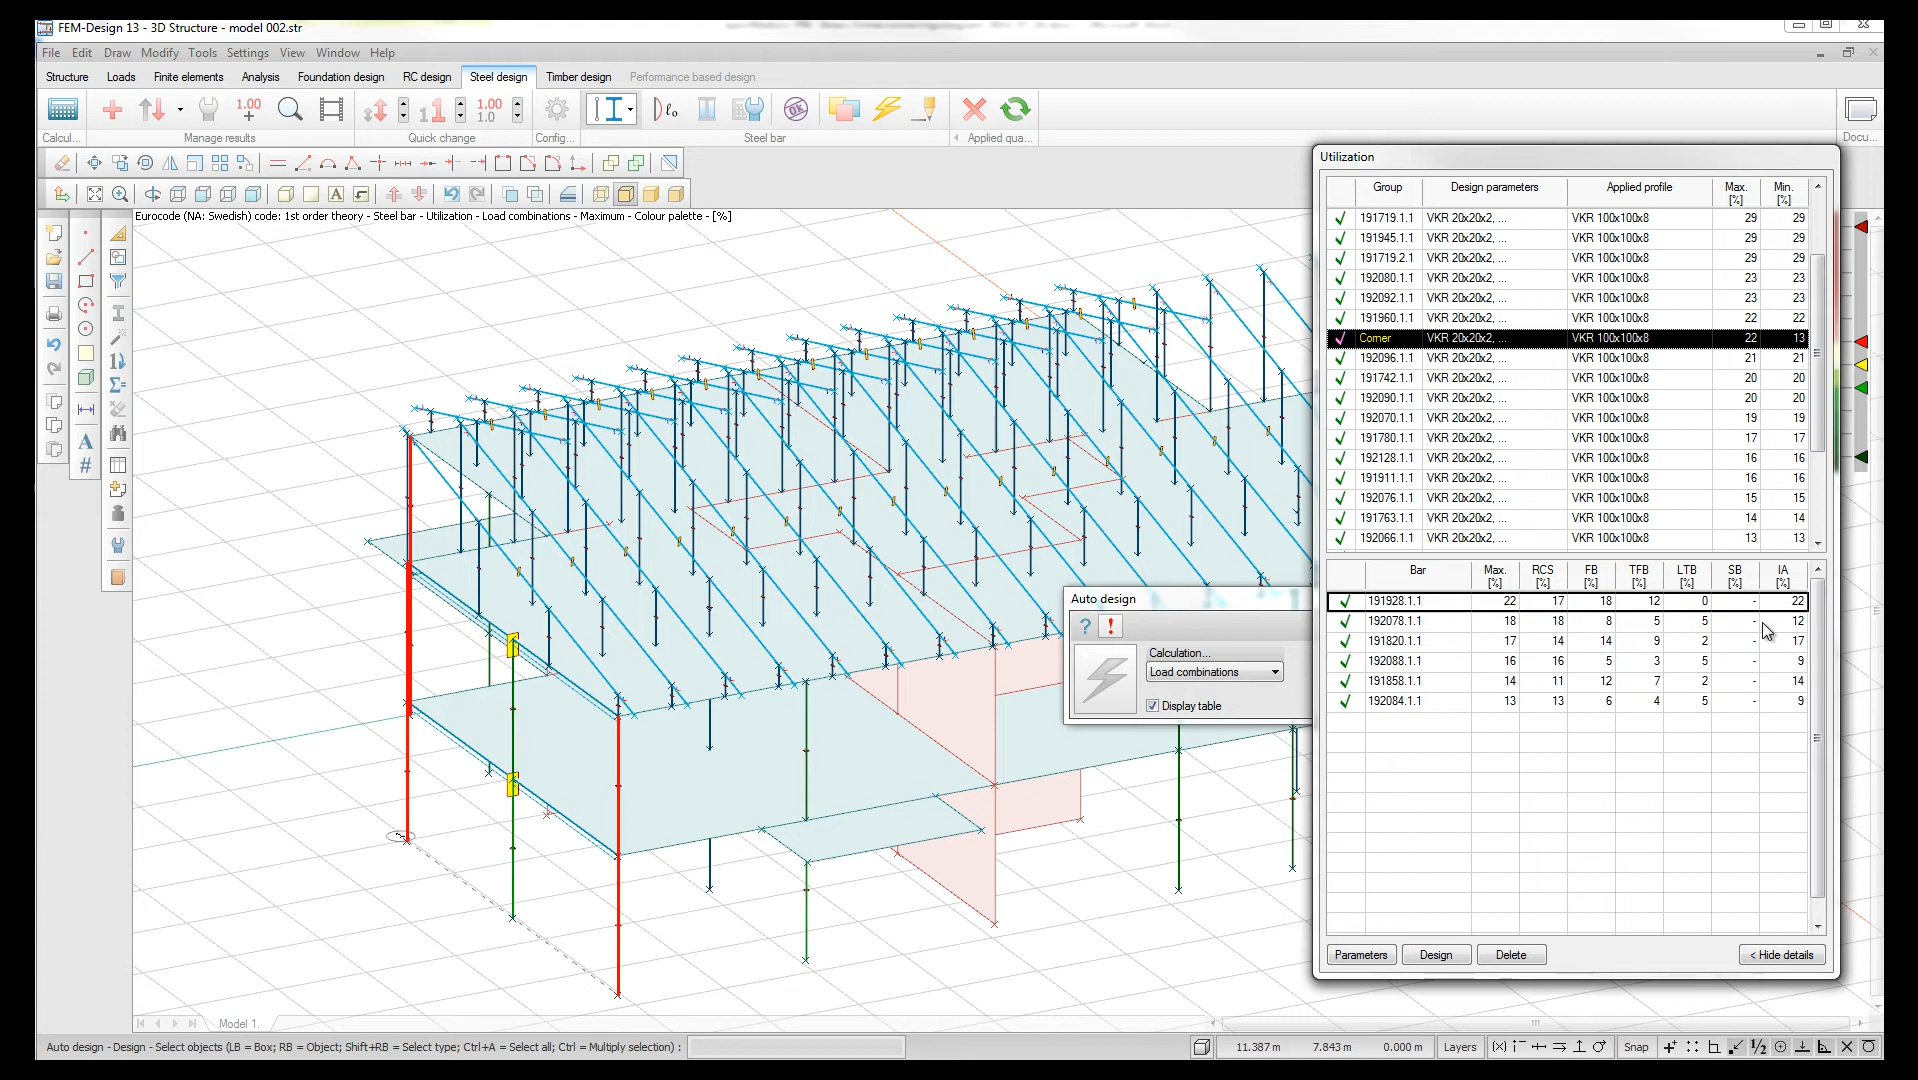 FEM-Design 13 - 3D Structure - model 002.str
File Edit Draw Modify Tools Settings View Window Help
Structure Loads Finite elements Analysis Foundation design RC design Steel design Timber design Performance based design
1.00 1.00 1.0
Calcul... Manage results Quick change Config... Steel bar Applied qua... Docu...
Eurocode (NA: Swedish) code: 1st order theory - Steel bar - Utilization - Load combinations - Maximum - Colour palette - [%]
Utilization
Group Design parameters Applied profile Max. [%] Min. [%]
191719.1.1 VKR 20x20x2, ... VKR 100x100x8 29 29
191945.1.1 VKR 20x20x2, ... VKR 100x100x8 29 29
191719.2.1 VKR 20x20x2, ... VKR 100x100x8 29 29
192080.1.1 VKR 20x20x2, ... VKR 100x100x8 23 23
192092.1.1 VKR 20x20x2, ... VKR 100x100x8 23 23
191960.1.1 VKR 20x20x2, ... VKR 100x100x8 22 22
Corner VKR 20x20x2, ... VKR 100x100x8 22 13
192096.1.1 VKR 20x20x2, ... VKR 100x100x8 21 21
191742.1.1 VKR 20x20x2, ... VKR 100x100x8 20 20
192090.1.1 VKR 20x20x2, ... VKR 100x100x8 20 20
192070.1.1 VKR 20x20x2, ... VKR 100x100x8 19 19
191780.1.1 VKR 20x20x2, ... VKR 100x100x8 17 17
192128.1.1 VKR 20x20x2, ... VKR 100x100x8 16 16
191911.1.1 VKR 20x20x2, ... VKR 100x100x8 16 16
192076.1.1 VKR 20x20x2, ... VKR 100x100x8 15 15
191763.1.1 VKR 20x20x2, ... VKR 100x100x8 14 14
192066.1.1 VKR 20x20x2, ... VKR 100x100x8 13 13
Bar Max. [%] RCS [%] FB [%] TFB [%] LTB [%] SB [%] IA [%]
191928.1.1 22 17 18 12 0 - 22
192078.1.1 18 18 8 5 5 - 12
191820.1.1 17 14 14 9 2 - 17
192088.1.1 16 16 5 3 5 - 9
191858.1.1 14 11 12 7 2 - 14
192084.1.1 13 13 6 4 5 - 9
Parameters Design Delete < Hide details
Auto design
Calculation...
Load combinations
Display table
Model 1.
Auto design - Design - Select objects (LB = Box; RB = Object; Shift+RB = Select type; Ctrl+A = Select all; Ctrl = Multiply selection) :
11.387 m 7.843 m 0.000 m Layers Snap 1/2